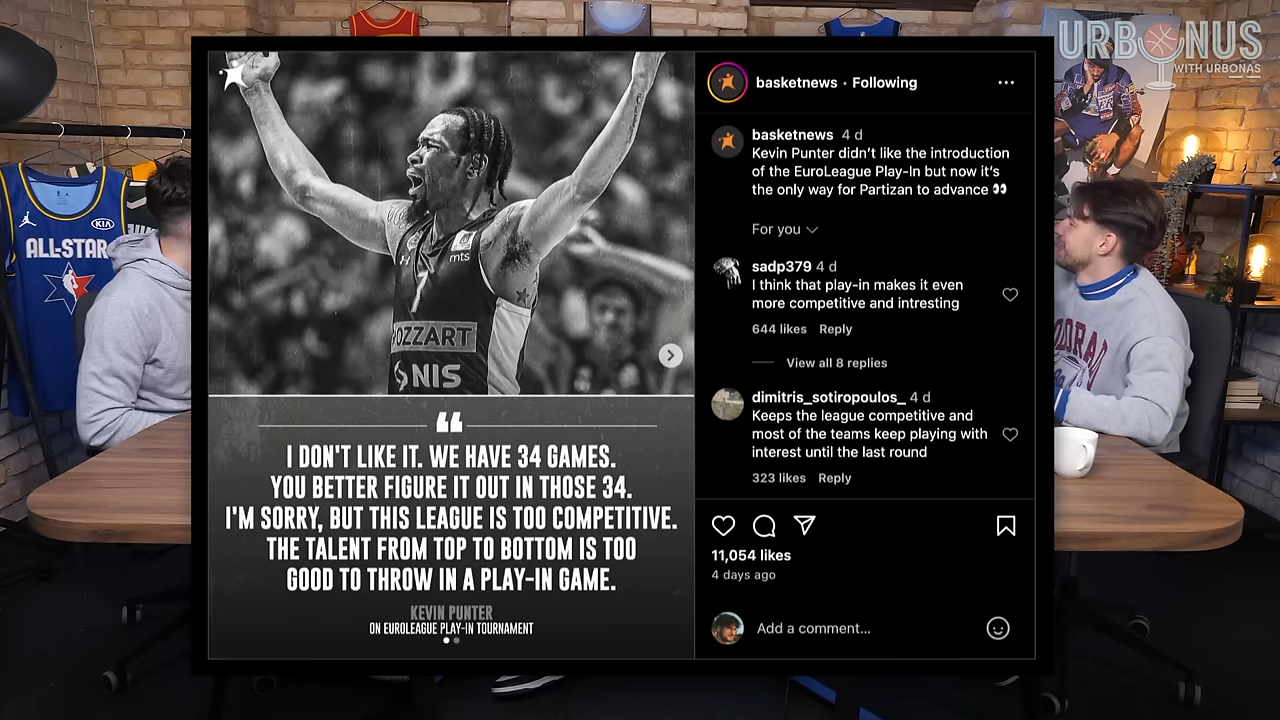 URBONUS
WITH URBONAS
ALL-STAR
KIA
mts
MOZZART
NIS
“
I DON'T LIKE IT. WE HAVE 34 GAMES.
YOU BETTER FIGURE IT OUT IN THOSE 34.
I'M SORRY, BUT THIS LEAGUE IS TOO COMPETITIVE.
THE TALENT FROM TOP TO BOTTOM IS TOO
GOOD TO THROW IN A PLAY-IN GAME.
KEVIN PUNTER
ON EUROLEAGUE PLAY-IN TOURNAMENT
basketnews · Following
basketnews 4 d
Kevin Punter didn't like the introduction
of the EuroLeague Play-In but now it's
the only way for Partizan to advance 👀
For you
sadp379 4 d
I think that play-in makes it even
more competitive and intresting
644 likes Reply
View all 8 replies
dimitris_sotiropoulos_ 4 d
Keeps the league competitive and
most of the teams keep playing with
interest until the last round
323 likes Reply
11,054 likes
4 days ago
Add a comment...